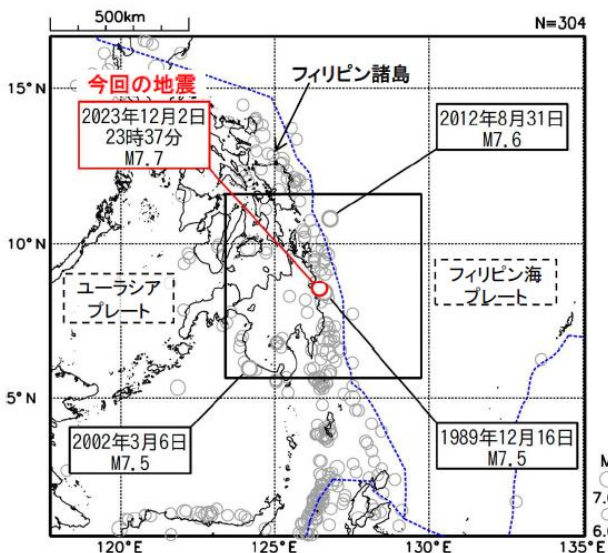 500km
N=304
15°N
今回の地震
2023年12月2日
23時37分
M7.7
フィリピン諸島
2012年8月31日
M7.6
10°N
ユーラシア
プレート
フィリピン海
プレート
5°N
2002年3月6日
M7.5
1989年12月16日
M7.5
M
7.0
6.0
120°E
125°E
130°E
135°E